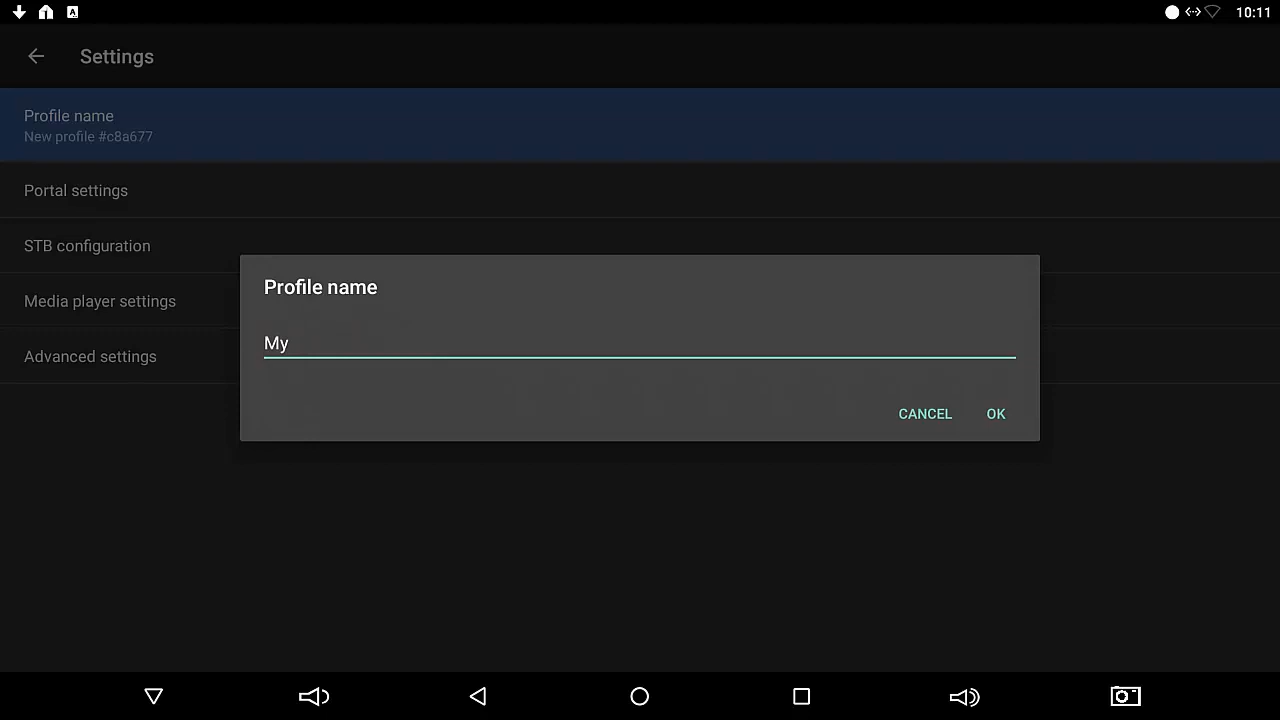 10:11
Settings
Profile name
New profile #c8a677
Portal settings
STB configuration
Media player settings
Advanced settings
Profile name
My
CANCEL OK